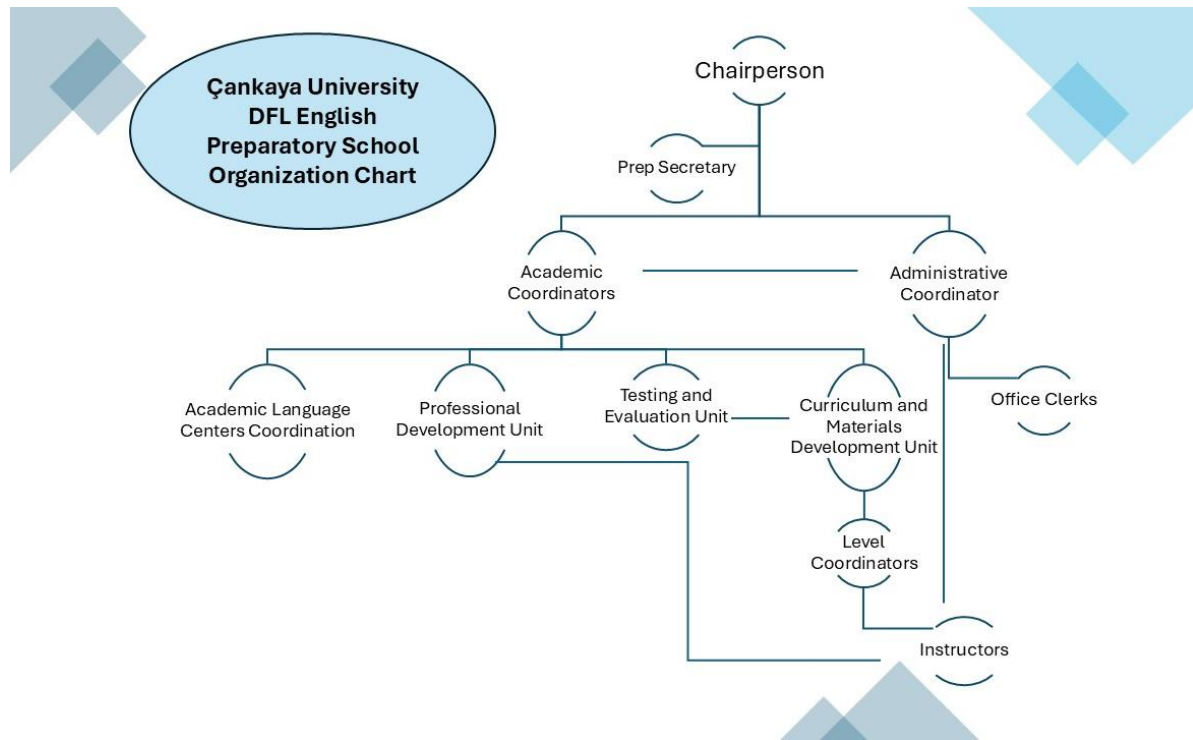 Çankaya University
DFL English
Preparatory School
Organization Chart
Chairperson
Prep Secretary
Academic
Coordinators
Administrative
Coordinator
Academic Language
Centers Coordination
Professional
Development Unit
Testing and
Evaluation Unit
Curriculum and
Materials
Development Unit
Office Clerks
Level
Coordinators
Instructors